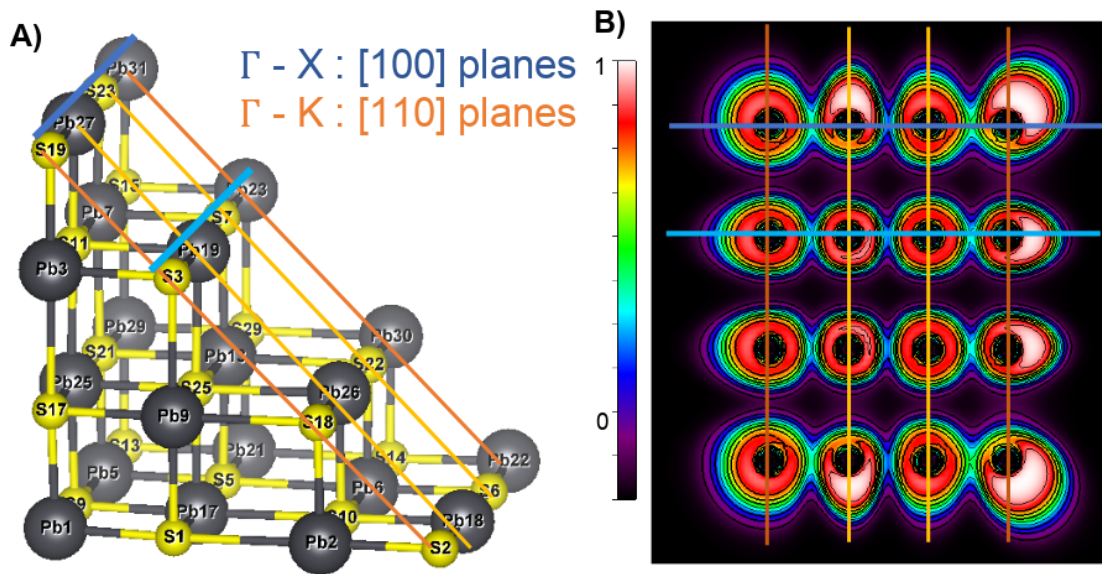 A)
B)
Γ - X : [100] planes
Γ - K : [110] planes
1
0
Pb31
S23
Pb27
S19
S15
Pb23
Pb7
S7
S11
Pb19
Pb3
S3
Pb29
S29
Pb30
S21
Pb13
S22
Pb25
S25
Pb26
S17
Pb9
S18
S13
Pb21
S14
Pb22
Pb5
S5
Pb6
S6
S9
Pb17
S10
Pb18
Pb1
S1
Pb2
S2